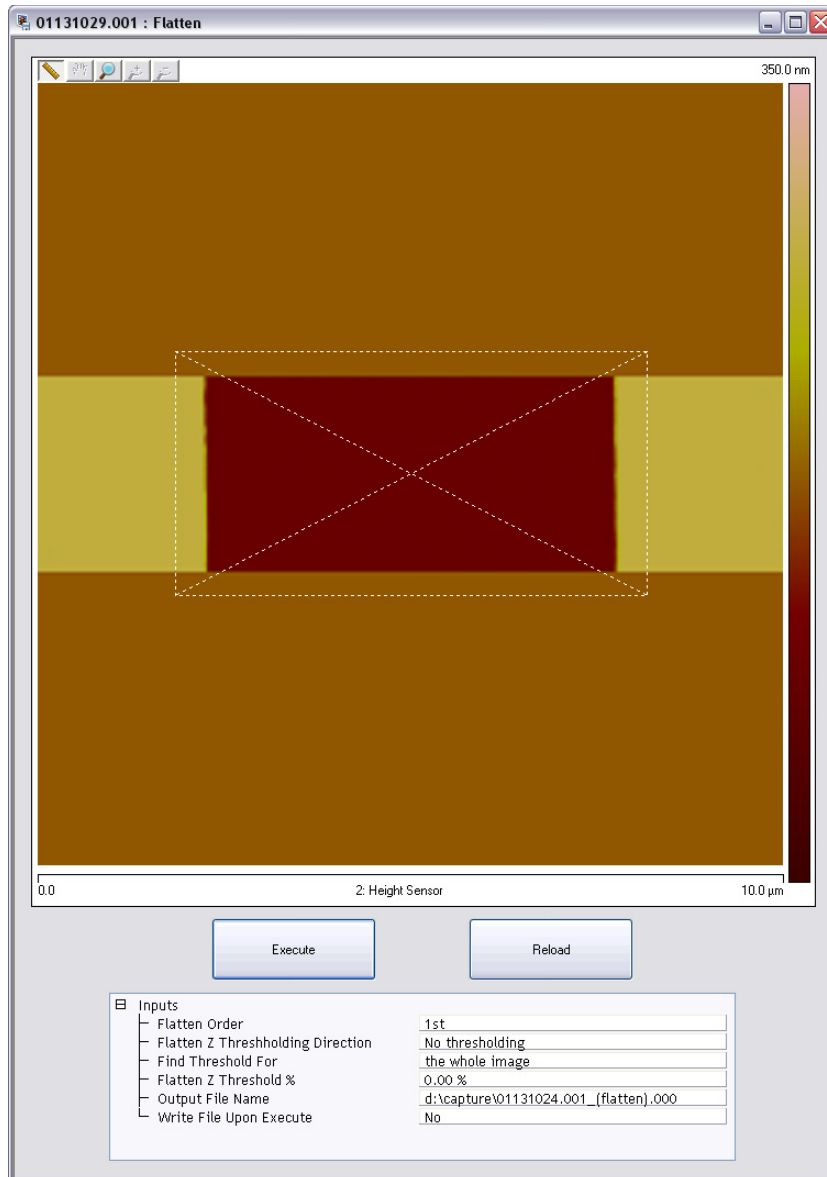 01131029.001 : Flatten
350.0 nm
0.0
2: Height Sensor
10.0 µm
Execute
Reload
Inputs
Flatten Order 1st
Flatten Z Threshholding Direction No thresholding
Find Threshold For the whole image
Flatten Z Threshold % 0.00 %
Output File Name d:\capture\01131024.001_(flatten).000
Write File Upon Execute No